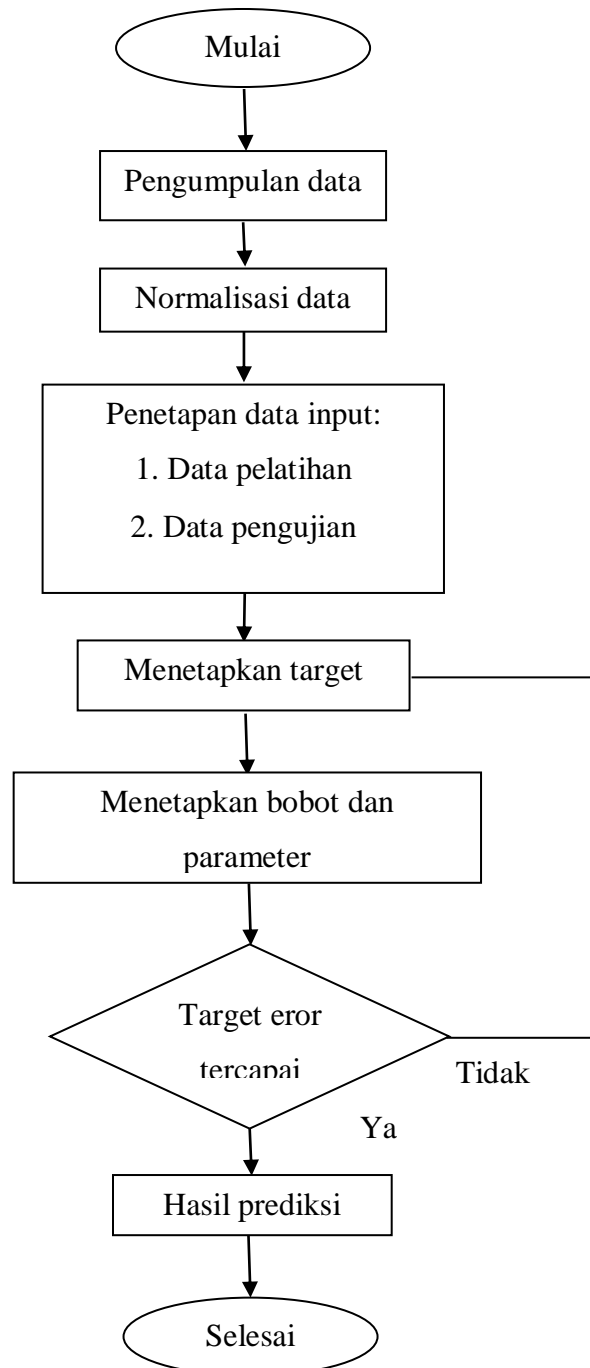 Mulai
Pengumpulan data
Normalisasi data
Penetapan data input:
1. Data pelatihan
2. Data pengujian
Menetapkan target
Menetapkan bobot dan
parameter
Target eror
tercapai
Tidak
Ya
Hasil prediksi
Selesai